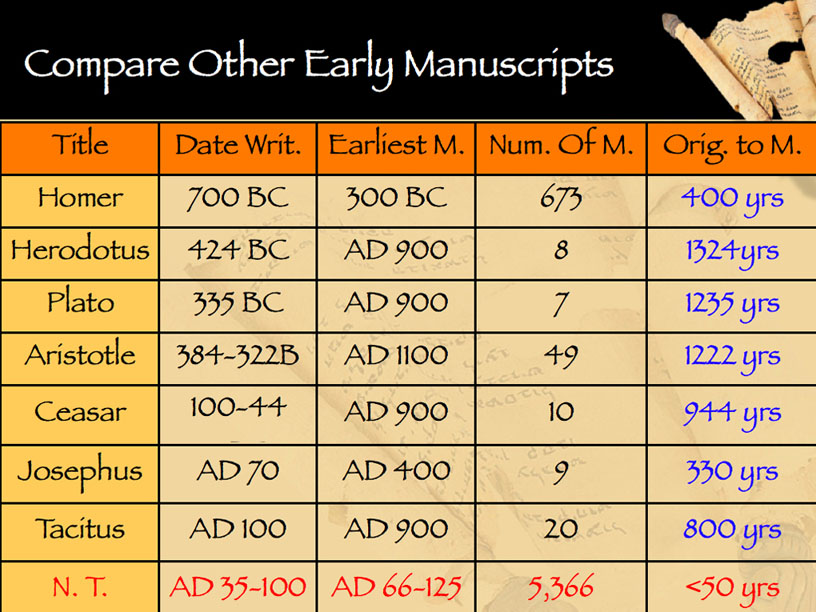 Compare Other Early Manuscripts
Title Date Writ. Earliest M. Num. Of M. Orig. to M.
Homer 700 BC 300 BC 673 400 yrs
Herodotus 424 BC AD 900 8 1324yrs
Plato 335 BC AD 900 7 1235 yrs
Aristotle 384-322B AD 1100 49 1222 yrs
Ceasar 100-44 AD 900 10 944 yrs
Josephus AD 70 AD 400 9 330 yrs
Tacitus AD 100 AD 900 20 800 yrs
N. T. AD 35-100 AD 66-125 5,366 <50 yrs